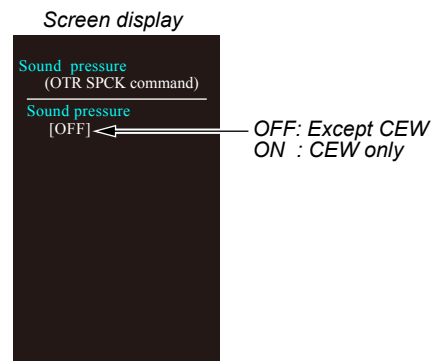 Screen display
Sound pressure
(OTR SPCK command)
Sound pressure
[OFF]
OFF: Except CEW
ON : CEW only